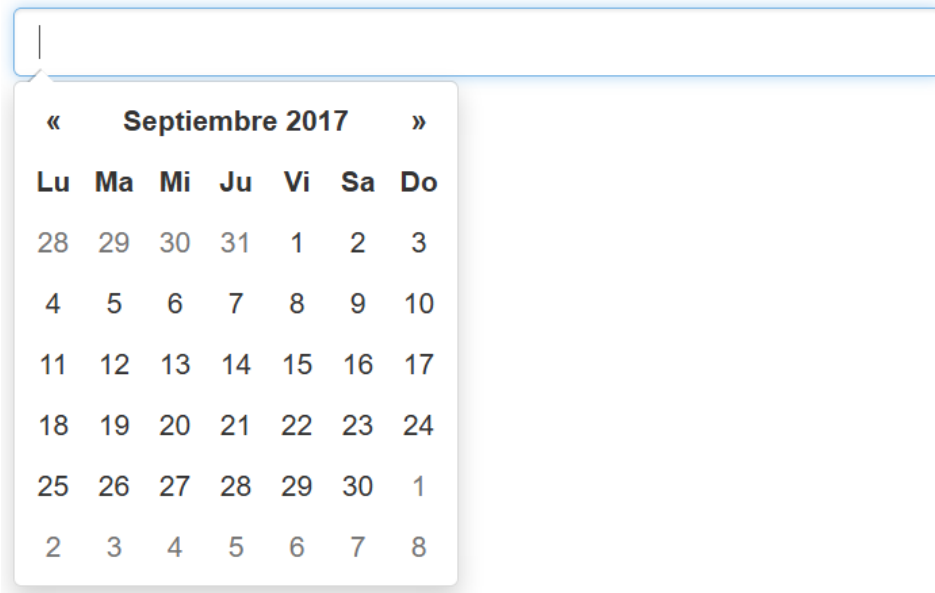 « Septiembre 2017 »
Lu Ma Mi Ju Vi Sa Do
28 29 30 31 1 2 3
4 5 6 7 8 9 10
11 12 13 14 15 16 17
18 19 20 21 22 23 24
25 26 27 28 29 30 1
2 3 4 5 6 7 8